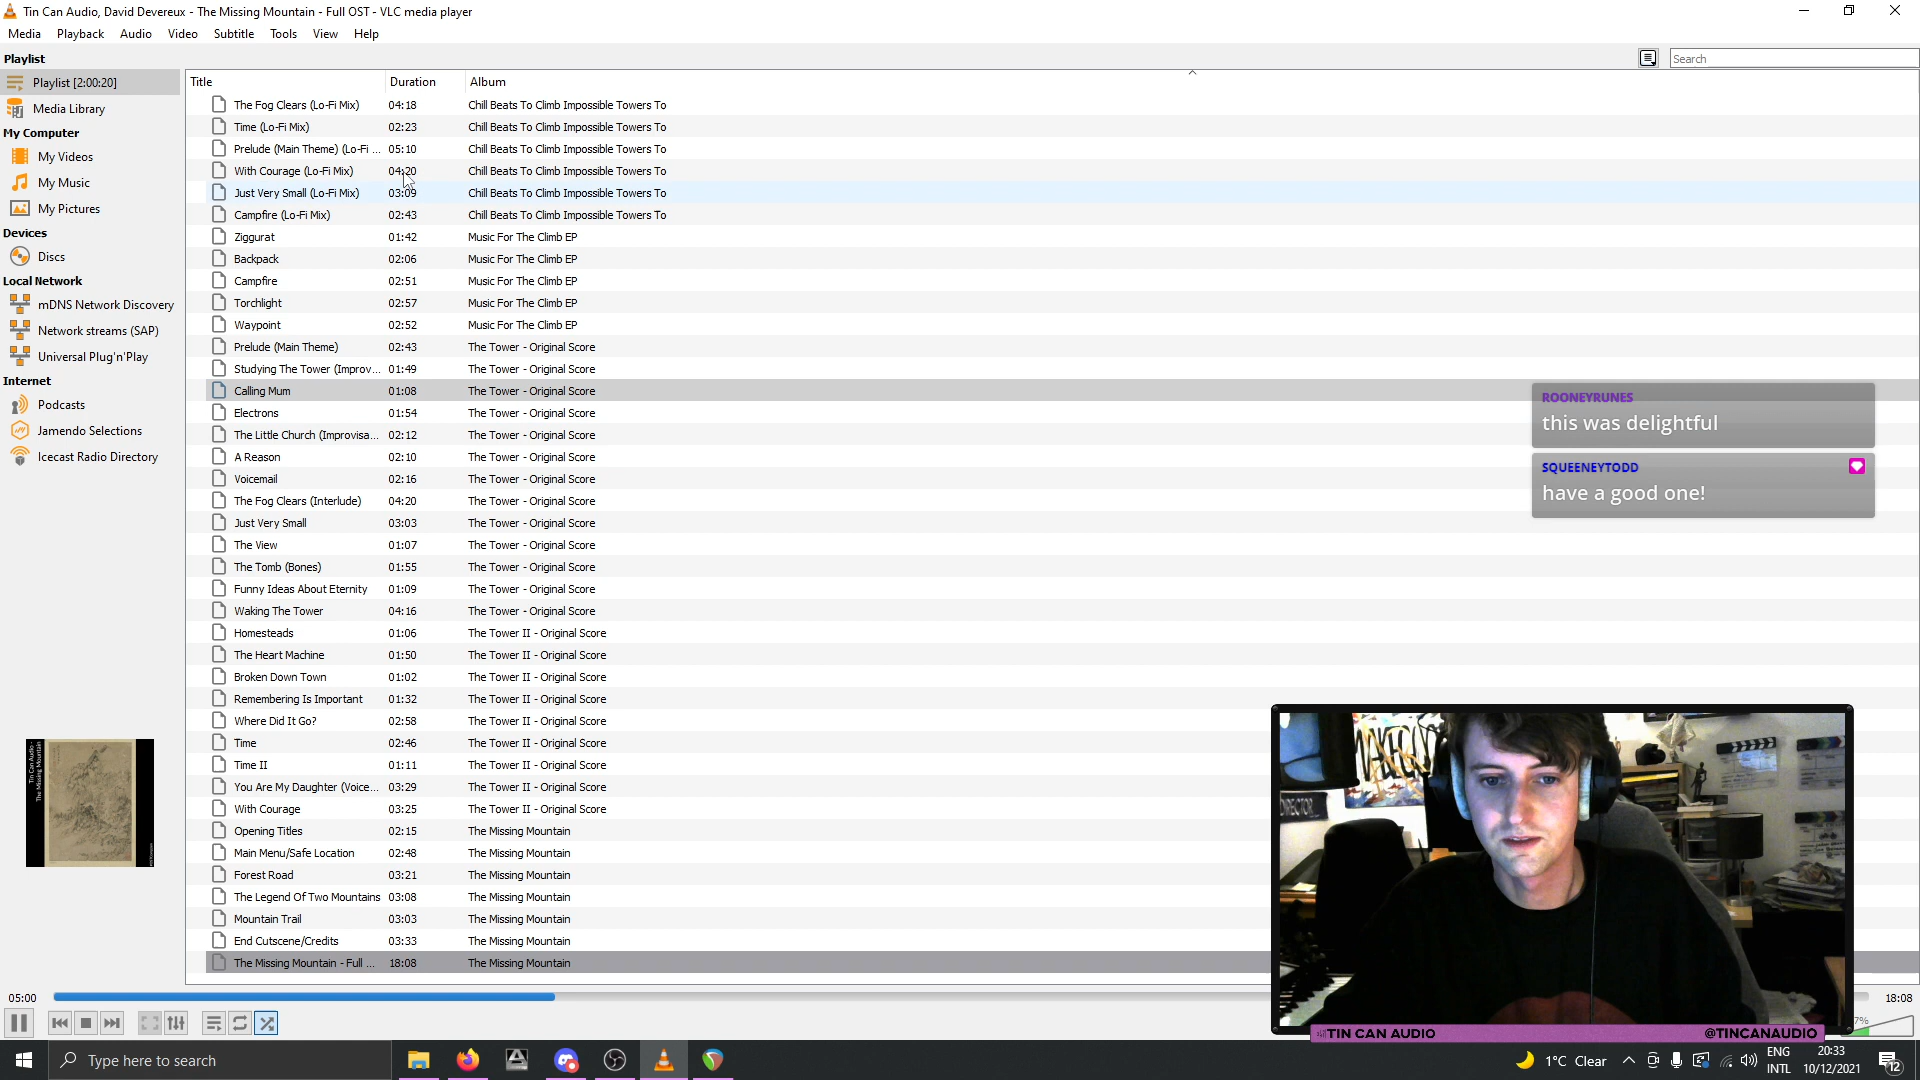 Tin Can Audio, David Devereux - The Missing Mountain - Full OST - VLC media player
Media Playback Audio Video Subtitle Tools View Help
Playlist
Search
Playlist [2:00:20]
Media Library
My Computer
My Videos
My Music
My Pictures
Devices
Discs
Local Network
mDNS Network Discovery
Network streams (SAP)
Universal Plug'n'Play
Internet
Podcasts
Jamendo Selections
Icecast Radio Directory
Title Duration Album
The Fog Clears (Lo-Fi Mix) 04:18 Chill Beats To Climb Impossible Towers To
Time (Lo-Fi Mix) 02:23 Chill Beats To Climb Impossible Towers To
Prelude (Main Theme) (Lo-Fi ... 05:10 Chill Beats To Climb Impossible Towers To
With Courage (Lo-Fi Mix) 04:20 Chill Beats To Climb Impossible Towers To
Just Very Small (Lo-Fi Mix) 03:09 Chill Beats To Climb Impossible Towers To
Campfire (Lo-Fi Mix) 02:43 Chill Beats To Climb Impossible Towers To
Ziggurat 01:42 Music For The Climb EP
Backpack 02:06 Music For The Climb EP
Campfire 02:51 Music For The Climb EP
Torchlight 02:57 Music For The Climb EP
Waypoint 02:52 Music For The Climb EP
Prelude (Main Theme) 02:43 The Tower - Original Score
Studying The Tower (Improv... 01:49 The Tower - Original Score
Calling Mum 01:08 The Tower - Original Score
Electrons 01:54 The Tower - Original Score
The Little Church (Improvisa... 02:12 The Tower - Original Score
A Reason 02:10 The Tower - Original Score
Voicemail 02:16 The Tower - Original Score
The Fog Clears (Interlude) 04:20 The Tower - Original Score
Just Very Small 03:03 The Tower - Original Score
The View 01:07 The Tower - Original Score
The Tomb (Bones) 01:55 The Tower - Original Score
Funny Ideas About Eternity 01:09 The Tower - Original Score
Waking The Tower 04:16 The Tower - Original Score
Homesteads 01:06 The Tower II - Original Score
The Heart Machine 01:50 The Tower II - Original Score
Broken Down Town 01:02 The Tower II - Original Score
Remembering Is Important 01:32 The Tower II - Original Score
Where Did It Go? 02:58 The Tower II - Original Score
Time 02:46 The Tower II - Original Score
Time II 01:11 The Tower II - Original Score
You Are My Daughter (Voice... 03:29 The Tower II - Original Score
With Courage 03:25 The Tower II - Original Score
Opening Titles 02:15 The Missing Mountain
Main Menu/Safe Location 02:48 The Missing Mountain
Forest Road 03:21 The Missing Mountain
The Legend Of Two Mountains 03:08 The Missing Mountain
Mountain Trail 03:03 The Missing Mountain
End Cutscene/Credits 03:33 The Missing Mountain
The Missing Mountain - Full ... 18:08 The Missing Mountain
ROONEYRUNES
this was delightful
SQUEENEYTODD
have a good one!
Tin Can Audio -
The Missing Mountain
TIN CAN AUDIO @TINCANAUDIO
05:00 18:08
Type here to search
1°C Clear
ENG
INTL
20:33
10/12/2021
12